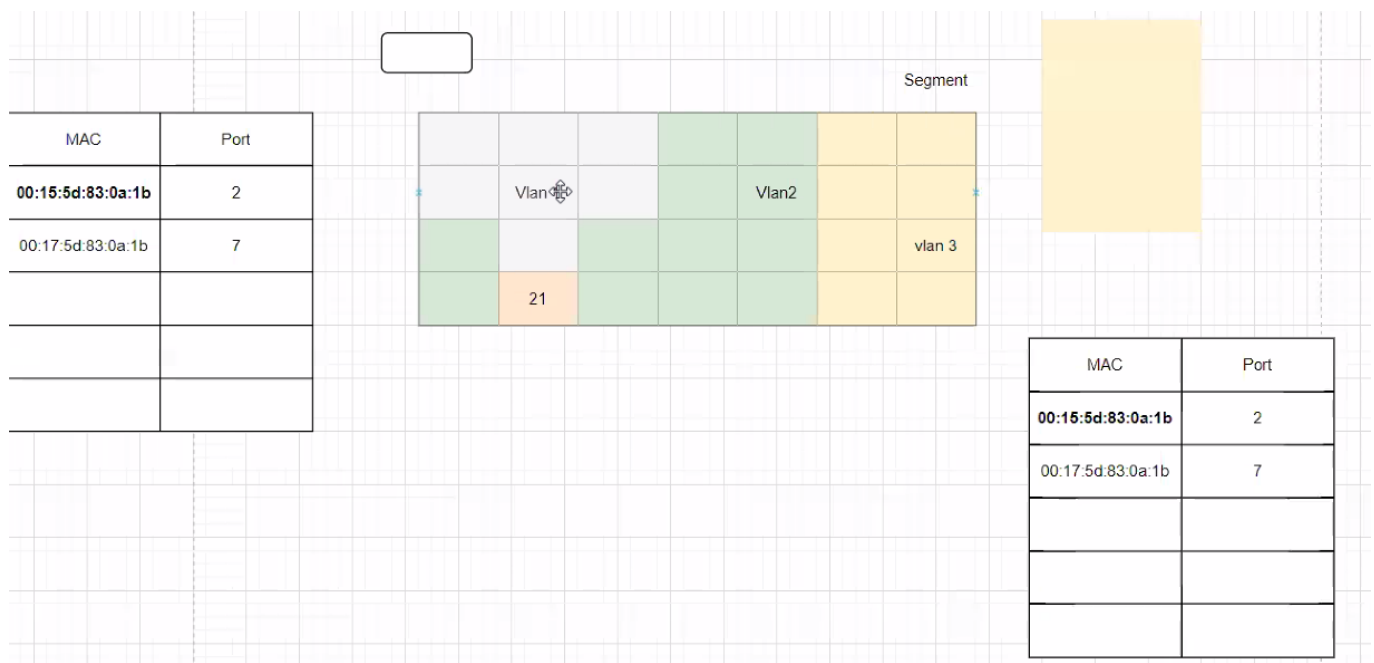 Segment
MAC Port
00:15:5d:83:0a:1b 2
00:17:5d:83:0a:1b 7
Vlan Vlan2
vlan 3
21
MAC Port
00:15:5d:83:0a:1b 2
00:17:5d:83:0a:1b 7